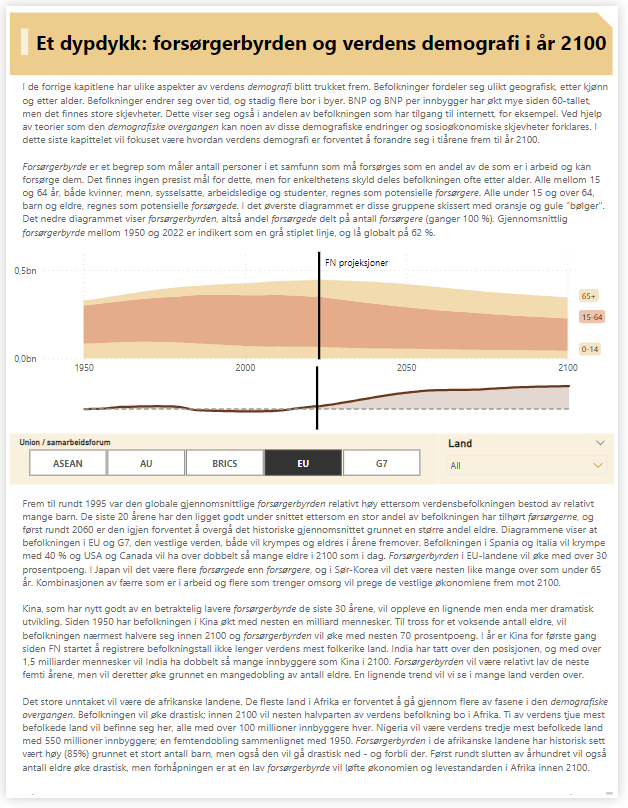 Et dypdykk: forsørgerbyrden og verdens demografi i år 2100
I de forrige kapitlene har ulike aspekter av verdens demografi blitt trukket frem. Befolkninger fordeler seg ulikt geografisk, etter kjønn
og etter alder. Befolkninger endrer seg over tid, og stadig flere bor i byer. BNP og BNP per innbygger har økt mye siden 60-tallet,
men det finnes store skjevheter. Dette viser seg også i andelen av befolkningen som har tilgang til internett, for eksempel. Ved hjelp
av teorier som den demografiske overgangen kan noen av disse demografiske endringer og sosioøkonomiske skjevheter forklares. I
dette siste kapittelet vil fokuset være hvordan verdens demografi er forventet å forandre seg i tiårene frem til år 2100.
Forsørgerbyrde er et begrep som måler antall personer i et samfunn som må forsørges som en andel av de som er i arbeid og kan
forsørge dem. Det finnes ingen presist mål for dette, men for enkelthetens skyld deles befolkningen ofte etter alder. Alle mellom 15
og 64 år, både kvinner, menn, sysselsatte, arbeidsledige og studenter, regnes som potensielle forsørgere. Alle under 15 og over 64,
barn og eldre, regnes som potensielle forsørgede. I det øverste diagrammet er disse gruppene skissert med oransje og gule "bølger".
Det nedre diagrammet viser forsørgerbyrden, altså andel forsørgede delt på antall forsørgere (ganger 100 %). Gjennomsnittlig
forsørgerbyrde mellom 1950 og 2022 er indikert som en grå stiplet linje, og lå globalt på 62 %.
FN projeksjoner
0,5bn
65+
15-64
0-14
0,0bn
1950 2000 2050 2100
Union / samarbeidsforum
ASEAN AU BRICS EU G7
Land
All
Frem til rundt 1995 var den globale gjennomsnittlige forsørgerbyrden relativt høy ettersom verdensbefolkningen bestod av relativt
mange barn. De siste 20 årene har den ligget godt under snittet ettersom en stor andel av befolkningen har tilhørt forsørgerne, og
først rundt 2060 er den igjen forventet å overgå det historiske gjennomsnittet grunnet en større andel eldre. Diagrammene viser at
befolkningen i EU og G7, den vestlige verden, både vil krympes og eldres i årene fremover. Befolkningen i Spania og Italia vil krympe
med 40 % og USA og Canada vil ha over dobbelt så mange eldre i 2100 som i dag. Forsørgerbyrden i EU-landene vil øke med over 30
prosentpoeng. I Japan vil det være flere forsørgede enn forsørgere, og i Sør-Korea vil det være nesten like mange over som under 65
år. Kombinasjonen av færre som er i arbeid og flere som trenger omsorg vil prege de vestlige økonomiene frem mot 2100.
Kina, som har nytt godt av en betraktelig lavere forsørgerbyrde de siste 30 årene, vil oppleve en lignende men enda mer dramatisk
utvikling. Siden 1950 har befolkningen i Kina økt med nesten en milliard mennesker. Til tross for et voksende antall eldre, vil
befolkningen nærmest halvere seg innen 2100 og forsørgerbyrden vil øke med nesten 70 prosentpoeng. I år er Kina for første gang
siden FN startet å registrere befolkningstall ikke lenger verdens mest folkerike land. India har tatt over den posisjonen, og med over
1,5 milliarder mennesker vil India ha dobbelt så mange innbyggere som Kina i 2100. Forsørgerbyrden vil være relativt lav de neste
femti årene, men vil deretter øke grunnet en mangedobling av antall eldre. En lignende trend vil vi se i mange land verden over.
Det store unntaket vil være de afrikanske landene. De fleste land i Afrika er forventet å gå gjennom flere av fasene i den demografiske
overgangen. Befolkningen vil øke drastisk; innen 2100 vil nesten halvparten av verdens befolkning bo i Afrika. Ti av verdens tjue mest
befolkede land vil befinne seg her, alle med over 100 millioner innbyggere hver. Nigeria vil være verdens tredje mest befolkede land
med 550 millioner innbyggere; en femtendobling sammenlignet med 1950. Forsørgerbyrden i de afrikanske landene har historisk sett
vært høy (85%) grunnet et stort antall barn, men også den vil gå drastisk ned - og forbli der. Først rundt slutten av århundret vil også
antall eldre øke drastisk, men forhåpningen er at en lav forsørgerbyrde vil løfte økonomien og levestandarden i Afrika innen 2100.